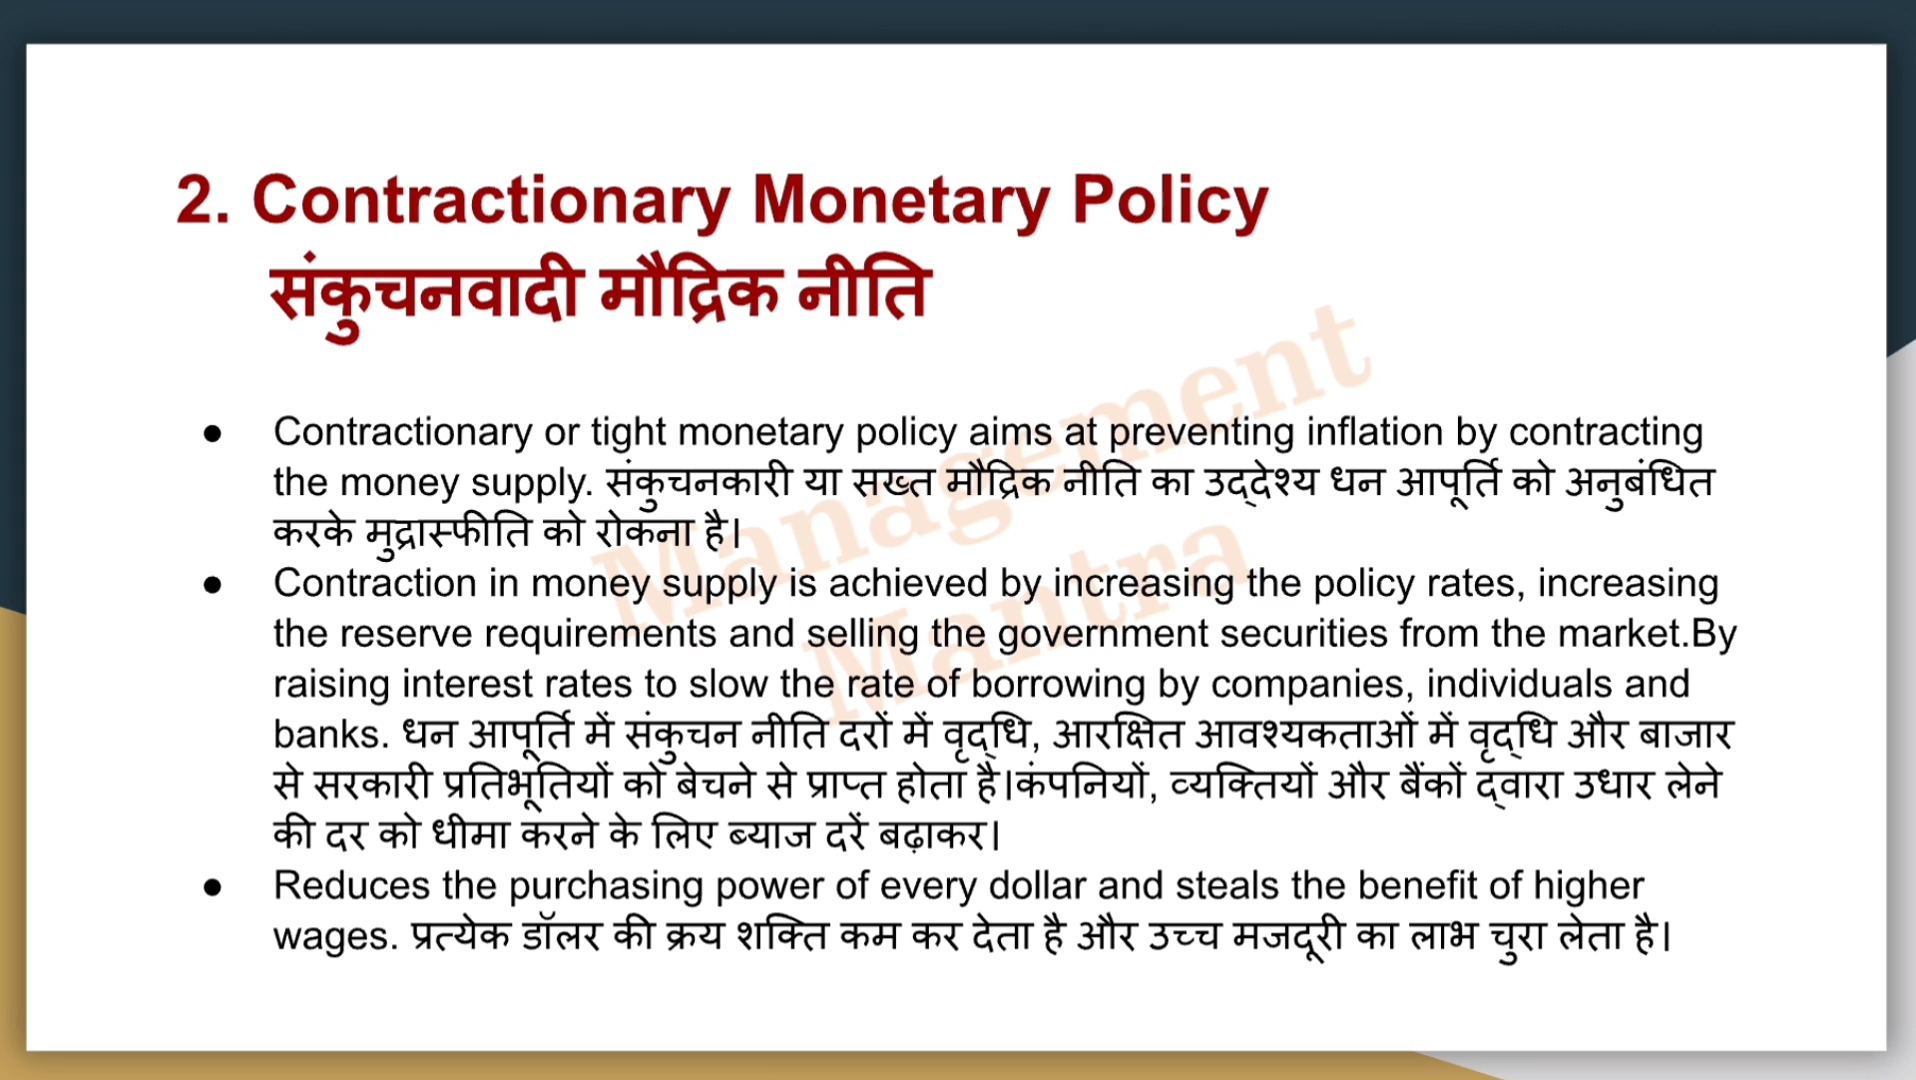 2. Contractionary Monetary Policy
संकुचनवादी मौद्रिक नीति
● Contractionary or tight monetary policy aims at preventing inflation by contracting
the money supply. संकुचनकारी या सख्त मौद्रिक नीति का उद्देश्य धन आपूर्ति को अनुबंधित
करके मुद्रास्फीति को रोकना है।
● Contraction in money supply is achieved by increasing the policy rates, increasing
the reserve requirements and selling the government securities from the market.By
raising interest rates to slow the rate of borrowing by companies, individuals and
banks. धन आपूर्ति में संकुचन नीति दरों में वृद्धि, आरक्षित आवश्यकताओं में वृद्धि और बाजार
से सरकारी प्रतिभूतियों को बेचने से प्राप्त होता है।कंपनियों, व्यक्तियों और बैंकों द्वारा उधार लेने
की दर को धीमा करने के लिए ब्याज दरें बढ़ाकर।
● Reduces the purchasing power of every dollar and steals the benefit of higher
wages. प्रत्येक डॉलर की क्रय शक्ति कम कर देता है और उच्च मजदूरी का लाभ चुरा लेता है।
Management
Mantra